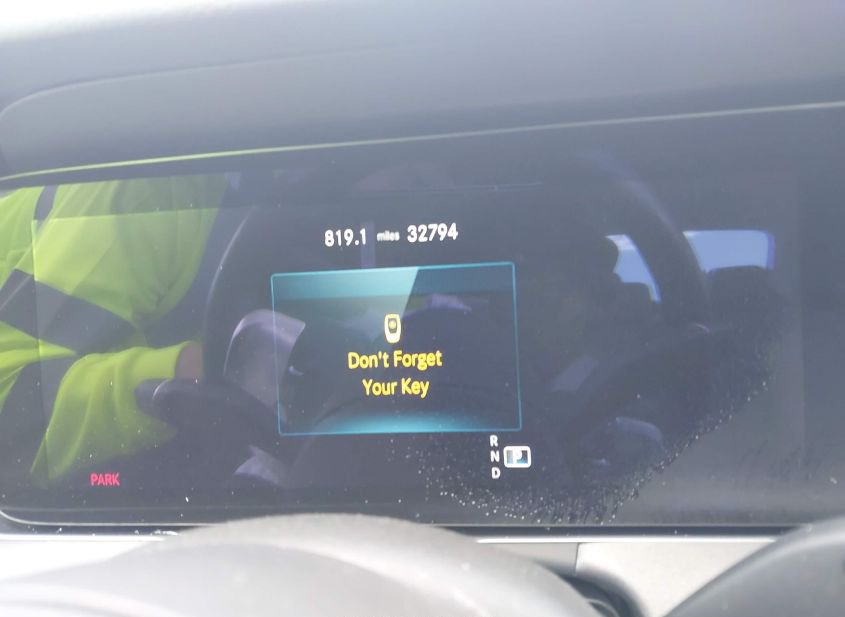 819.1 miles 32794
Don't Forget
Your Key
R
N P
D
PARK